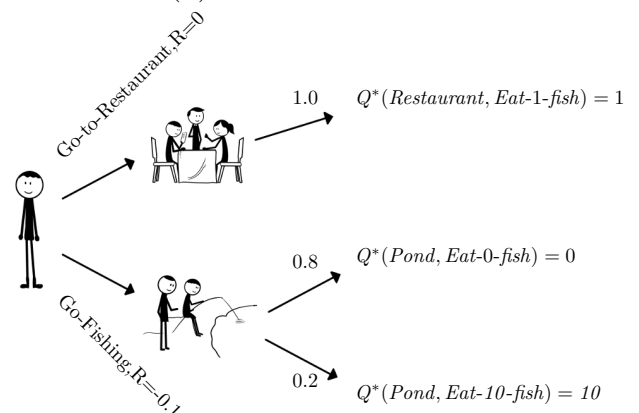 Go-to-Restaurant,R=0
1.0
Q*(Restaurant, Eat-1-fish) = 1
0.8
Q*(Pond, Eat-0-fish) = 0
Go-Fishing,R=-0.1
0.2
Q*(Pond, Eat-10-fish) = 10